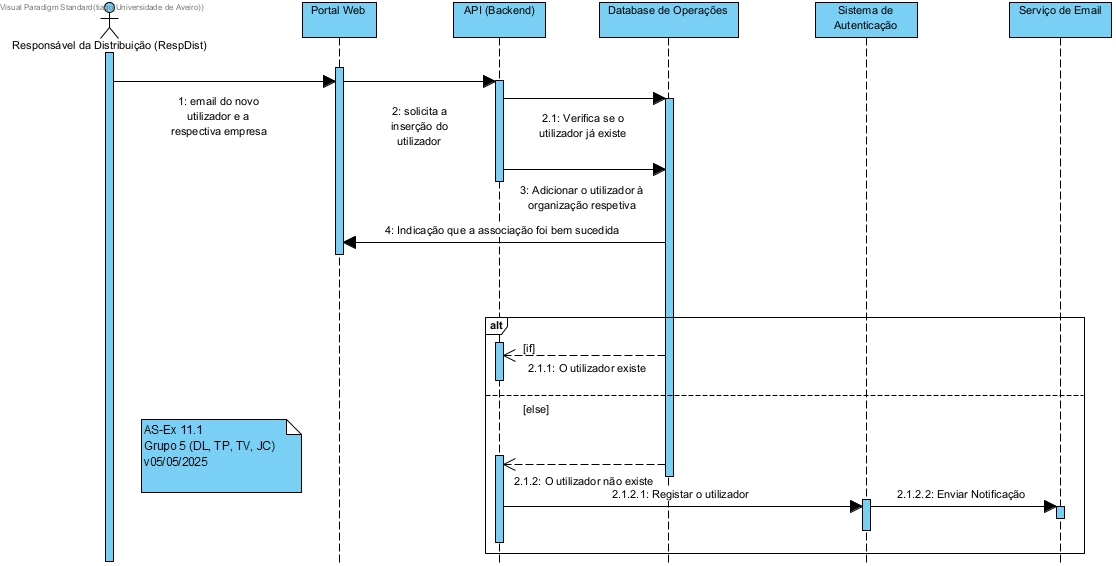 Visual Paradigm Standard(tiago(Universidade de Aveiro))
Responsável da Distribuição (RespDist)
Portal Web
API (Backend)
Database de Operações
Sistema de
Autenticação
Serviço de Email
1: email do novo
utilizador e a
respectiva empresa
2: solicita a
inserção do
utilizador
2.1: Verifica se o
utilizador já existe
3: Adicionar o utilizador à
organização respetiva
4: Indicação que a associação foi bem sucedida
alt
[if]
2.1.1: O utilizador existe
[else]
AS-Ex 11.1
Grupo 5 (DL, TP, TV, JC)
v05/05/2025
2.1.2: O utilizador não existe
2.1.2.1: Registar o utilizador
2.1.2.2: Enviar Notificação